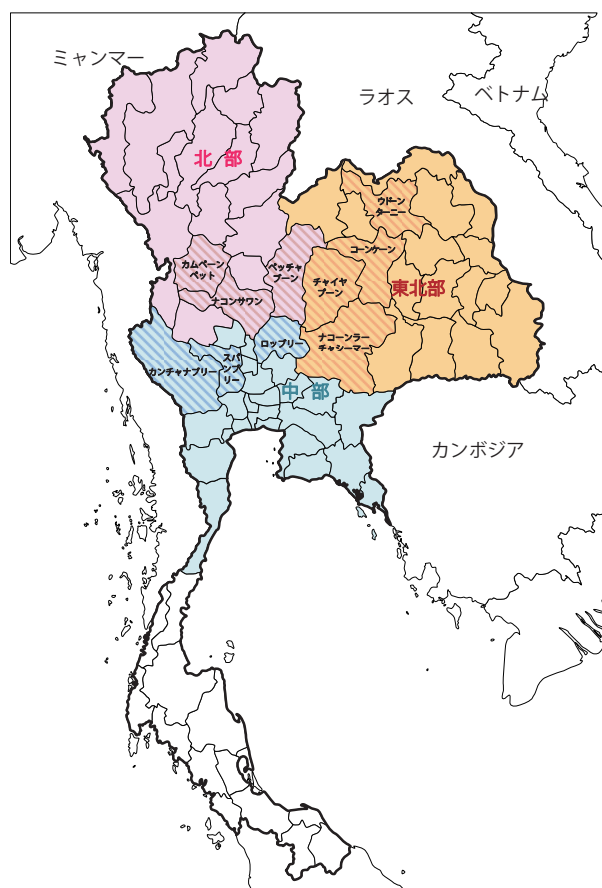 ミャンマー
ラオス
ベトナム
北 部
ウドーン
ターニー
カムペーン
ペット
ペッチャ
ブーン
コーンケーン
チャイヤ
プーン
東北部
ナコンサワン
ロップリー
ナコーンラー
チャシーマー
カンチャナブリー
スパ
ンブ
リー
中 部
カンボジア